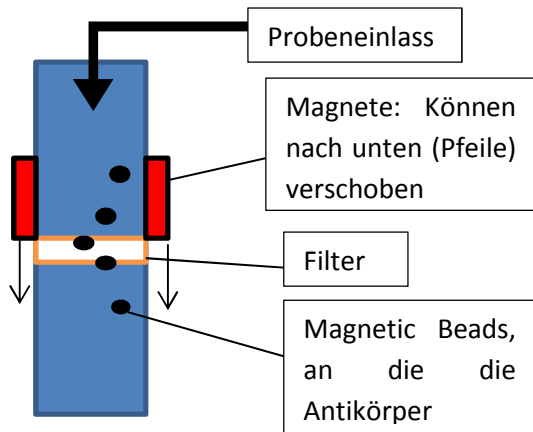 Probeneinlass
Magnete: Können
nach unten (Pfeile)
verschoben
Filter
Magnetic Beads,
an die die
Antikörper